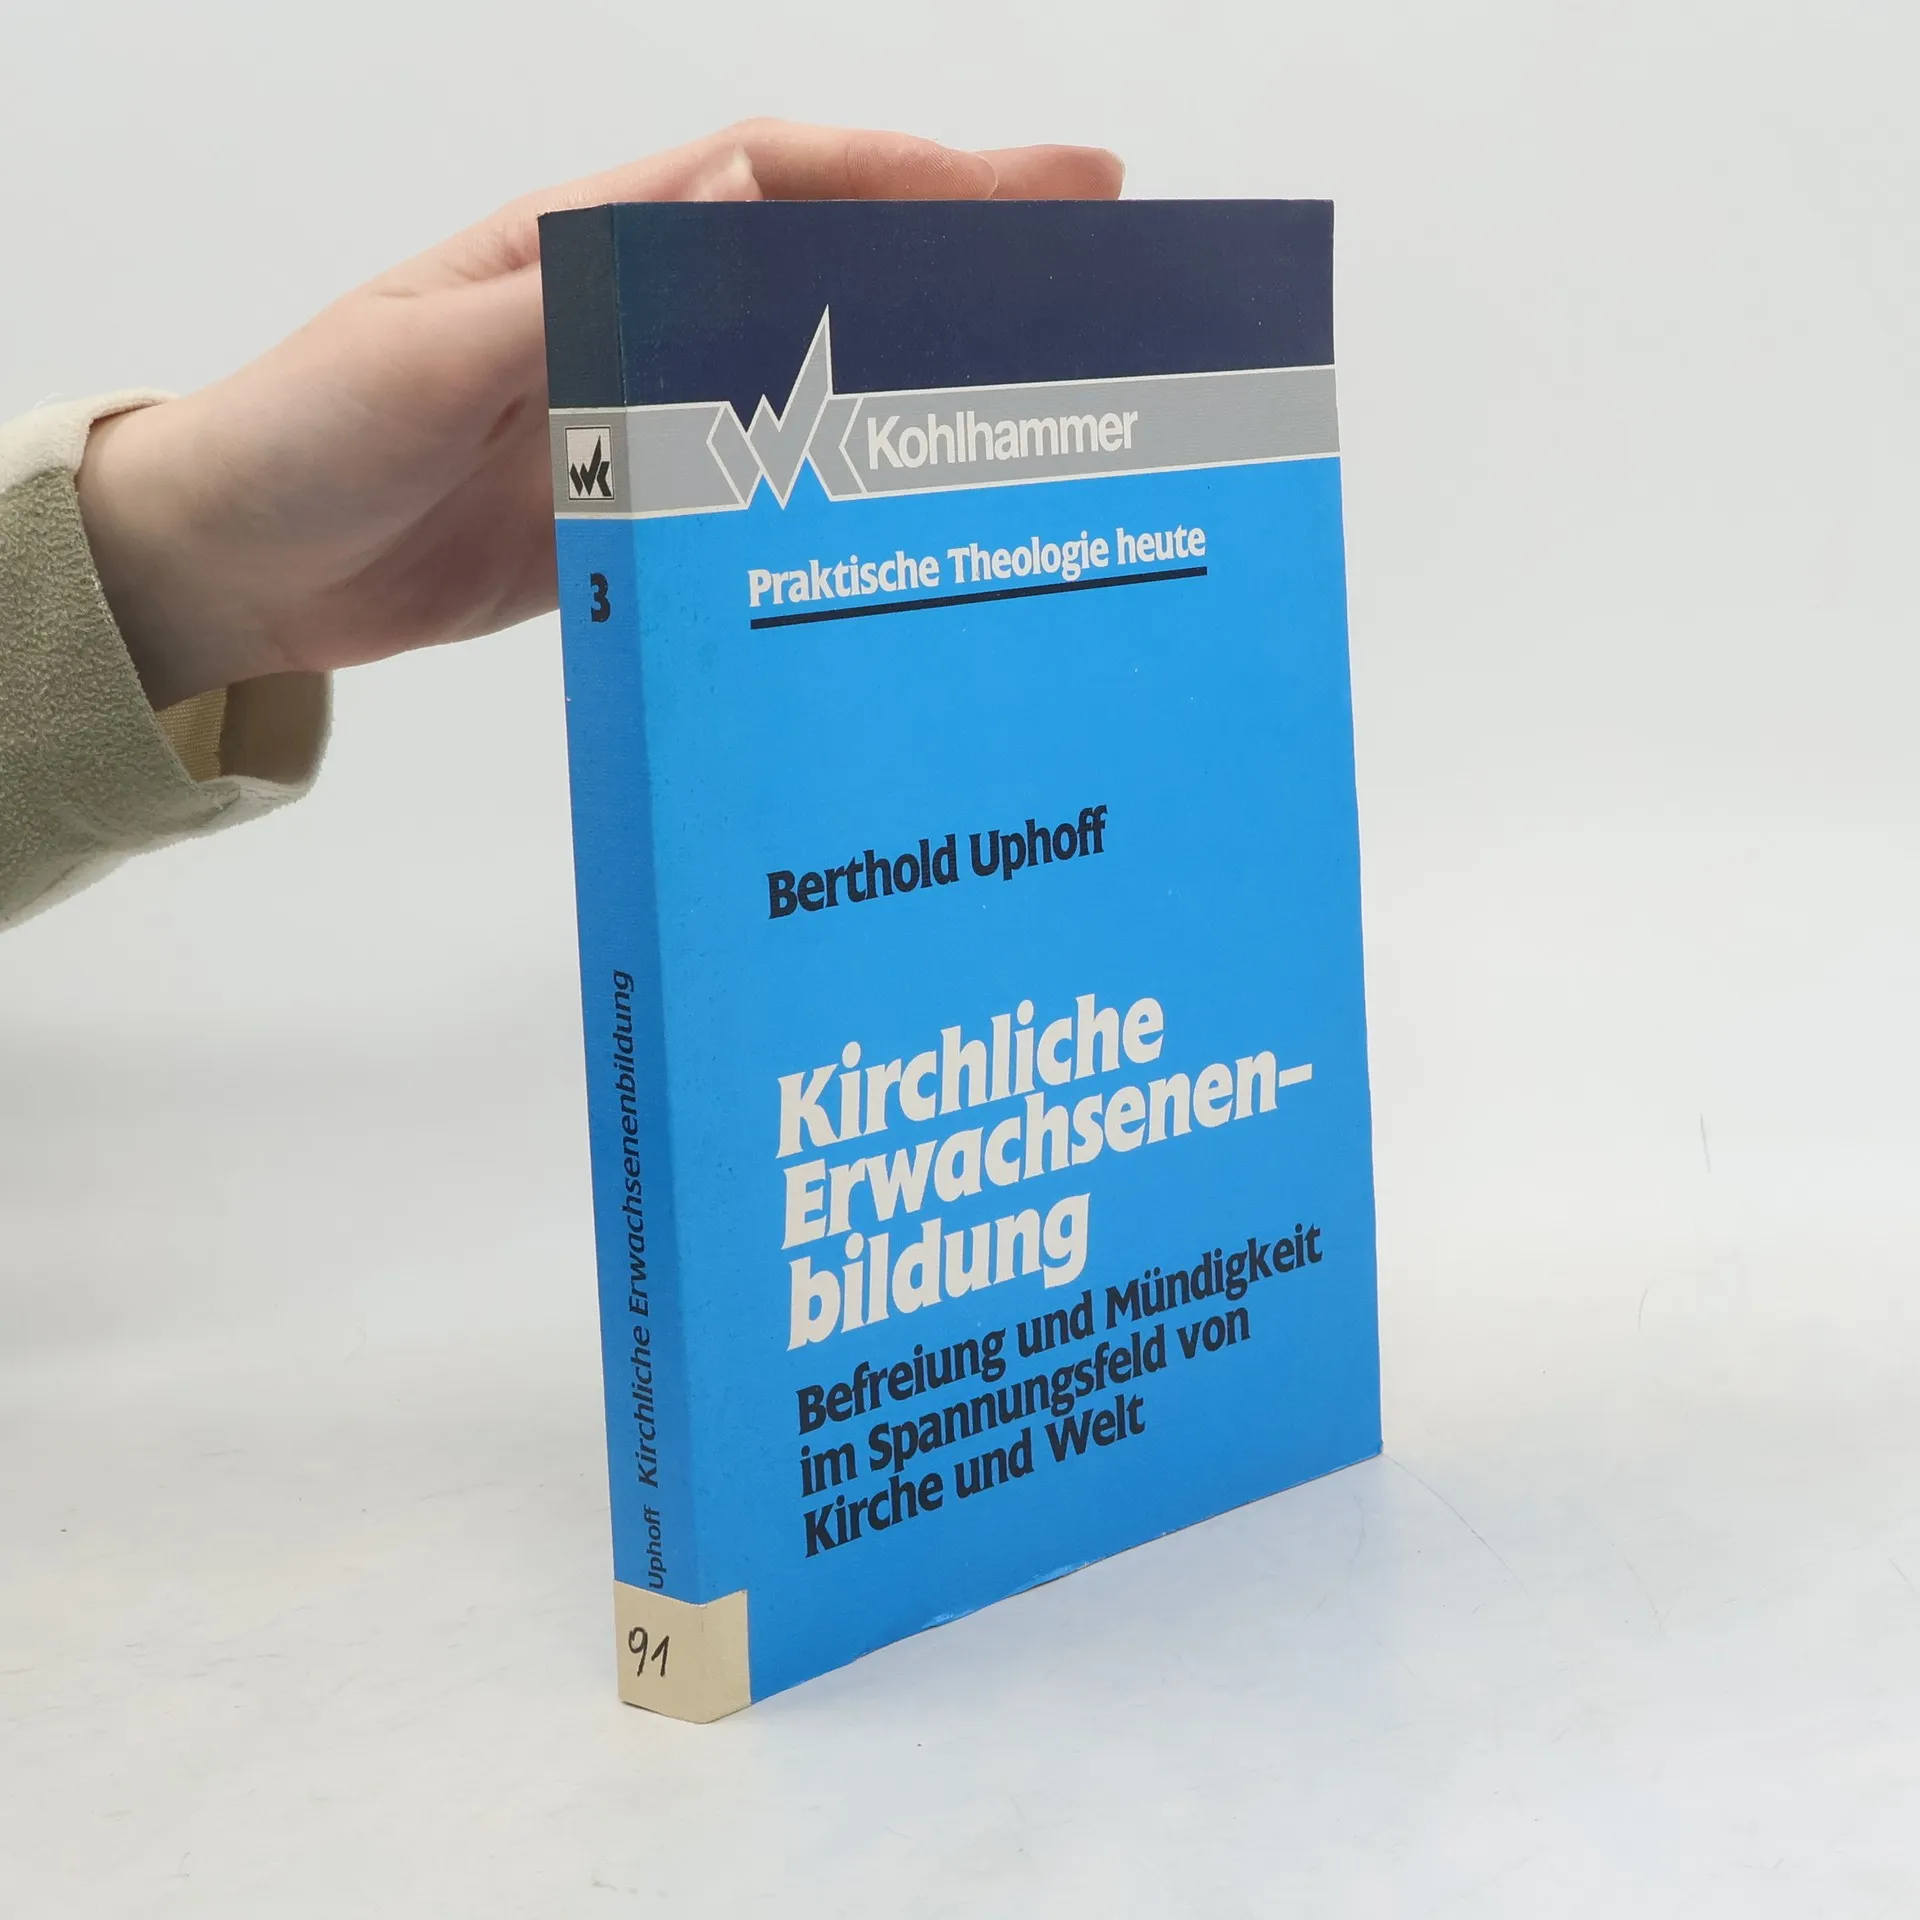 Kohlhammer
Praktische Theologie heute
Berthold Uphoff
Kirchliche
Erwachsenen-
bildung
Befreiung und Mündigkeit
im Spannungsfeld von
Kirche und Welt
WK
3
Uphoff Kirchliche Erwachsenenbildung
91